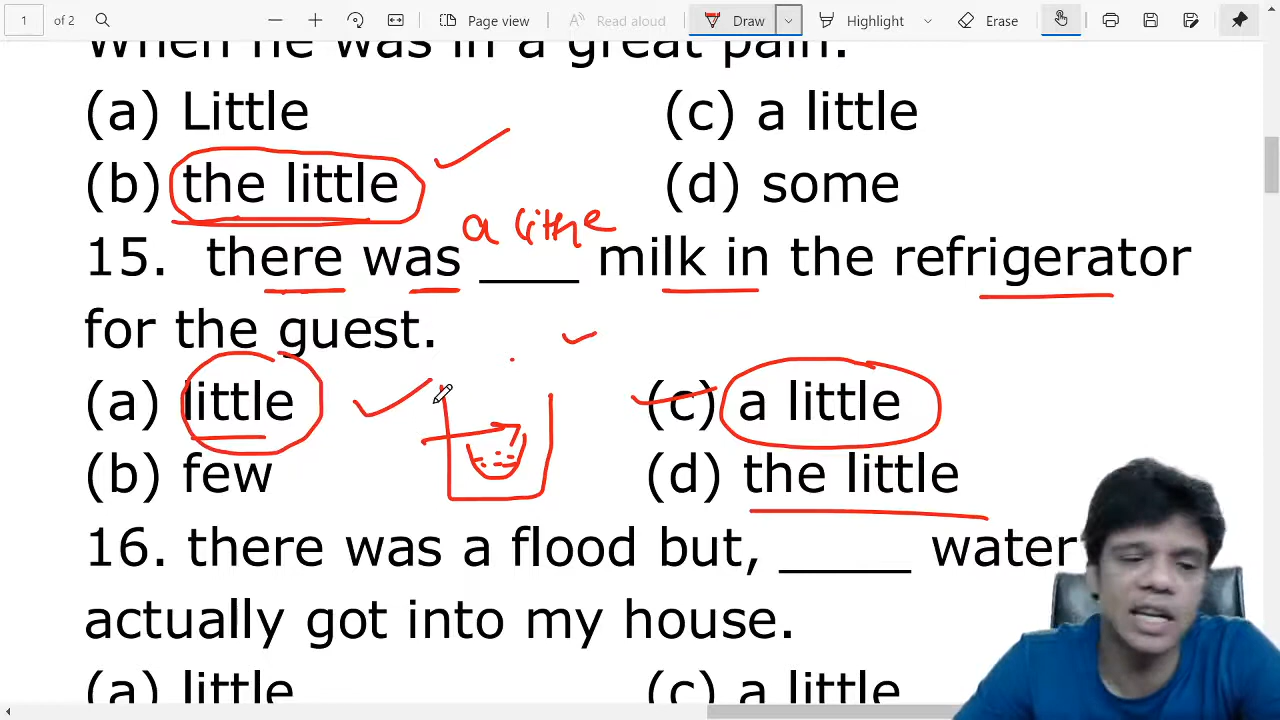 1 of 2 Page view Read aloud Draw Highlight Erase
When he was in a great pain.
(a) Little (c) a little
(b) the little (d) some
a little
15. there was ____ milk in the refrigerator
for the guest.
(a) little (c) a little
(b) few (d) the little
16. there was a flood but, _____ water
actually got into my house.
(a) little (c) a little